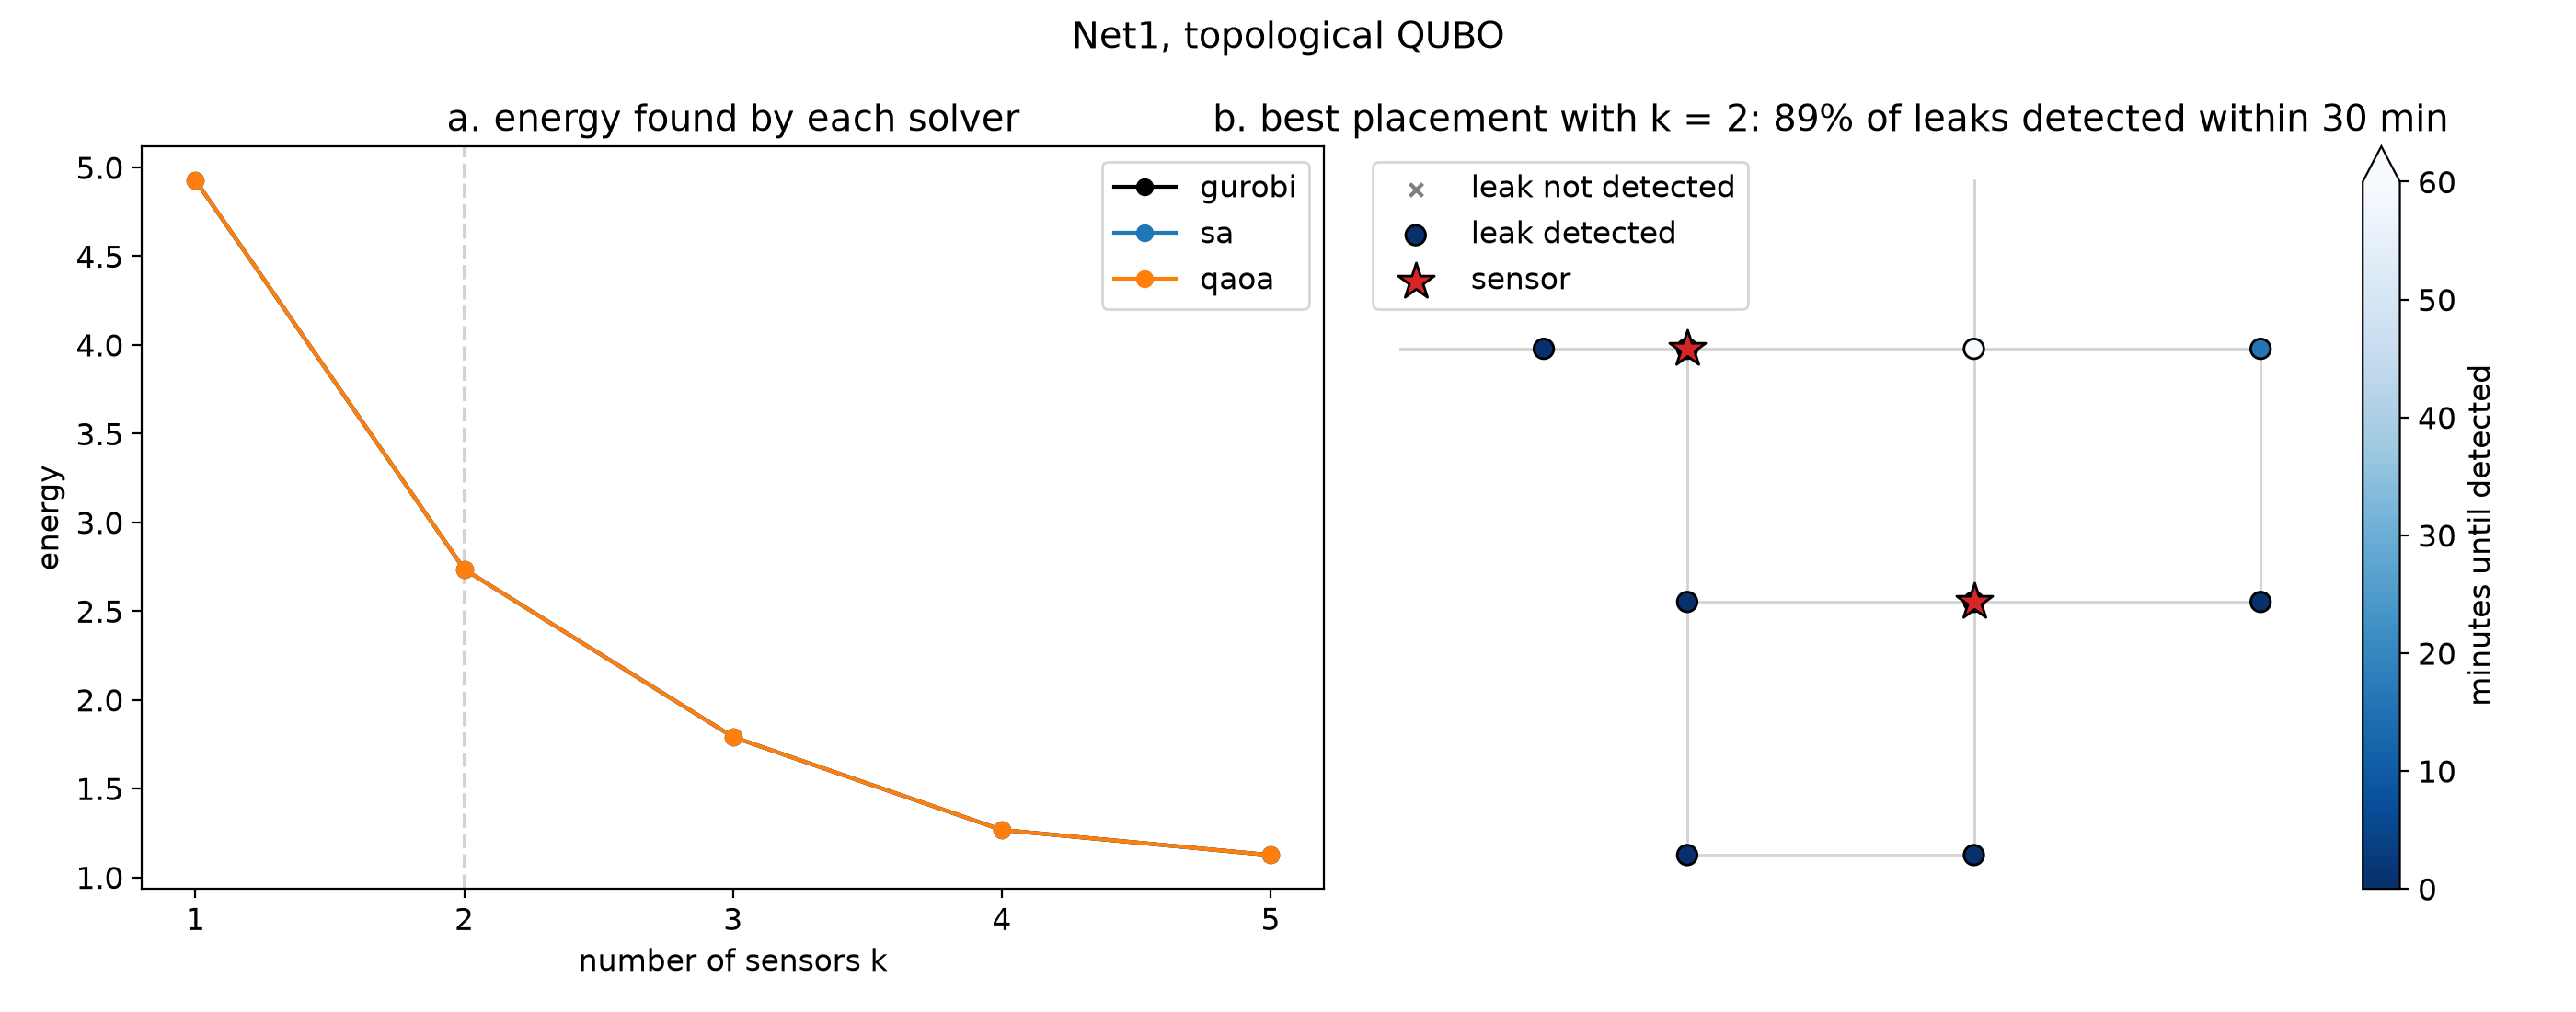 Net1, topological QUBO
a. energy found by each solver
5.0
4.5
4.0
3.5
3.0
2.5
2.0
1.5
1.0
energy
1
2
3
4
5
number of sensors k
gurobi
sa
qaoa
b. best placement with k = 2: 89% of leaks detected within 30 min
leak not detected
leak detected
sensor
60
50
40
30
20
10
0
minutes until detected